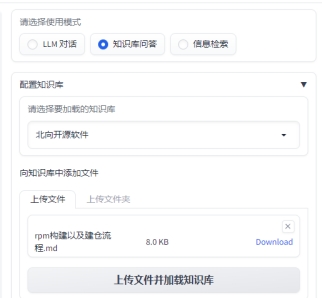 请选择使用模式
LLM 对话 知识库问答 信息检索
配置知识库 ▼
请选择要加载的知识库
北向开源软件
向知识库中添加文件
上传文件 上传文件夹
rpm构建以及建仓流
程.md 8.0 KB Download
上传文件并加载知识库